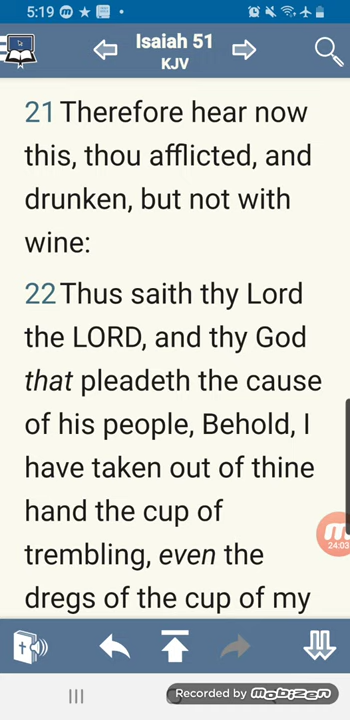 5:19
Isaiah 51
KJV
21 Therefore hear now
this, thou afflicted, and
drunken, but not with
wine:
22 Thus saith thy Lord
the LORD, and thy God
that pleadeth the cause
of his people, Behold, I
have taken out of thine
hand the cup of
trembling, even the
dregs of the cup of my
24:03
Recorded by mobizen